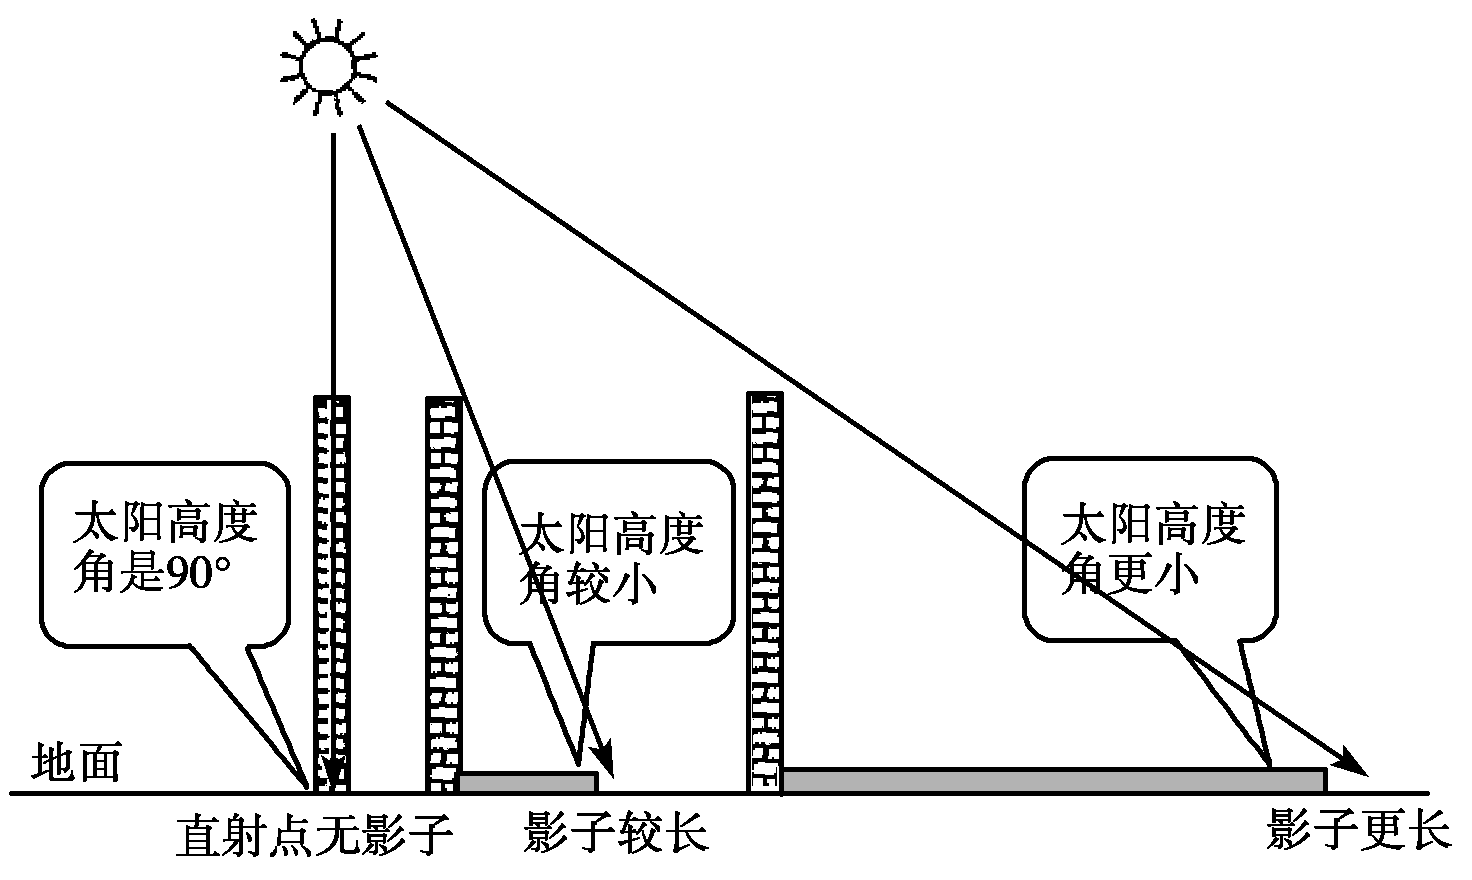 太阳高度
角是90°
太阳高度
角较小
太阳高度
角更小
地面
直射点无影子
影子较长
影子更长